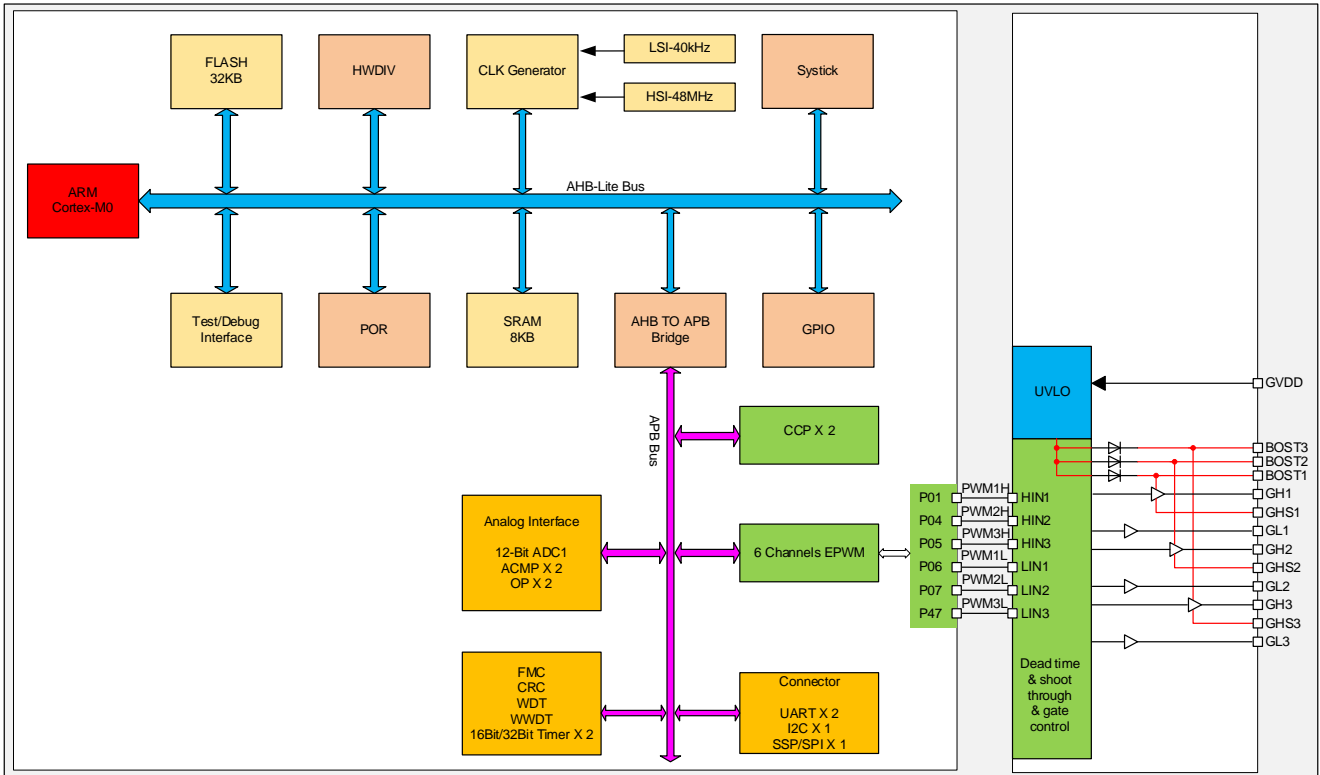 FLASH
32KB
HWDIV
CLK Generator
LSI-40kHz
HSI-48MHz
Systick
ARM
Cortex-M0
AHB-Lite Bus
Test/Debug
Interface
POR
SRAM
8KB
AHB TO APB
Bridge
GPIO
APB Bus
CCP X 2
Analog Interface
12-Bit ADC1
ACMP X 2
OP X 2
6 Channels EPWM
FMC
CRC
WDT
WWDT
16Bit/32Bit Timer X 2
Connector
UART X 2
I2C X 1
SSP/SPI X 1
P01
P04
P05
P06
P07
P47
PWM1H
PWM2H
PWM3H
PWM1L
PWM2L
PWM3L
HIN1
HIN2
HIN3
LIN1
LIN2
LIN3
UVLO
Dead time
& shoot
through
& gate
control
GVDD
BOST3
BOST2
BOST1
GH1
GHS1
GL1
GH2
GHS2
GL2
GH3
GHS3
GL3